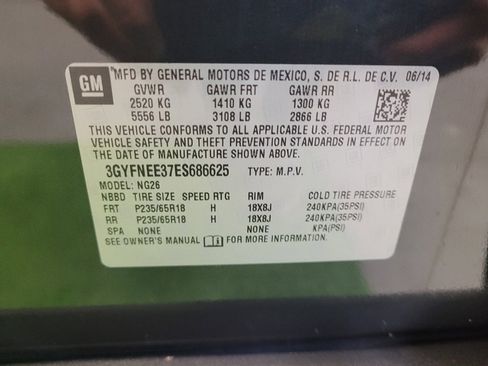 GM MFD BY GENERAL MOTORS DE MEXICO, S. DE R.L. DE C.V. 06/14
GVWR GAWR FRT GAWR RR
2520 KG 1410 KG 1300 KG
5556 LB 3108 LB 2866 LB
THIS VEHICLE CONFORMS TO ALL APPLICABLE U.S. FEDERAL MOTOR
VEHICLE SAFETY AND THEFT PREVENTION STANDARDS IN EFFECT ON
THE DATE OF MANUFACTURE SHOWN ABOVE.
3GYFNEE37ES686625 TYPE: M.P.V.
MODEL: NG26
NBBD TIRE SIZE SPEED RTG RIM COLD TIRE PRESSURE
FRT P235/65R18 H 18X8J 240KPA(35PSI)
RR P235/65R18 H 18X8J 240KPA(35PSI)
SPA NONE NONE KPA(PSI)
SEE OWNER'S MANUAL FOR MORE INFORMATION.